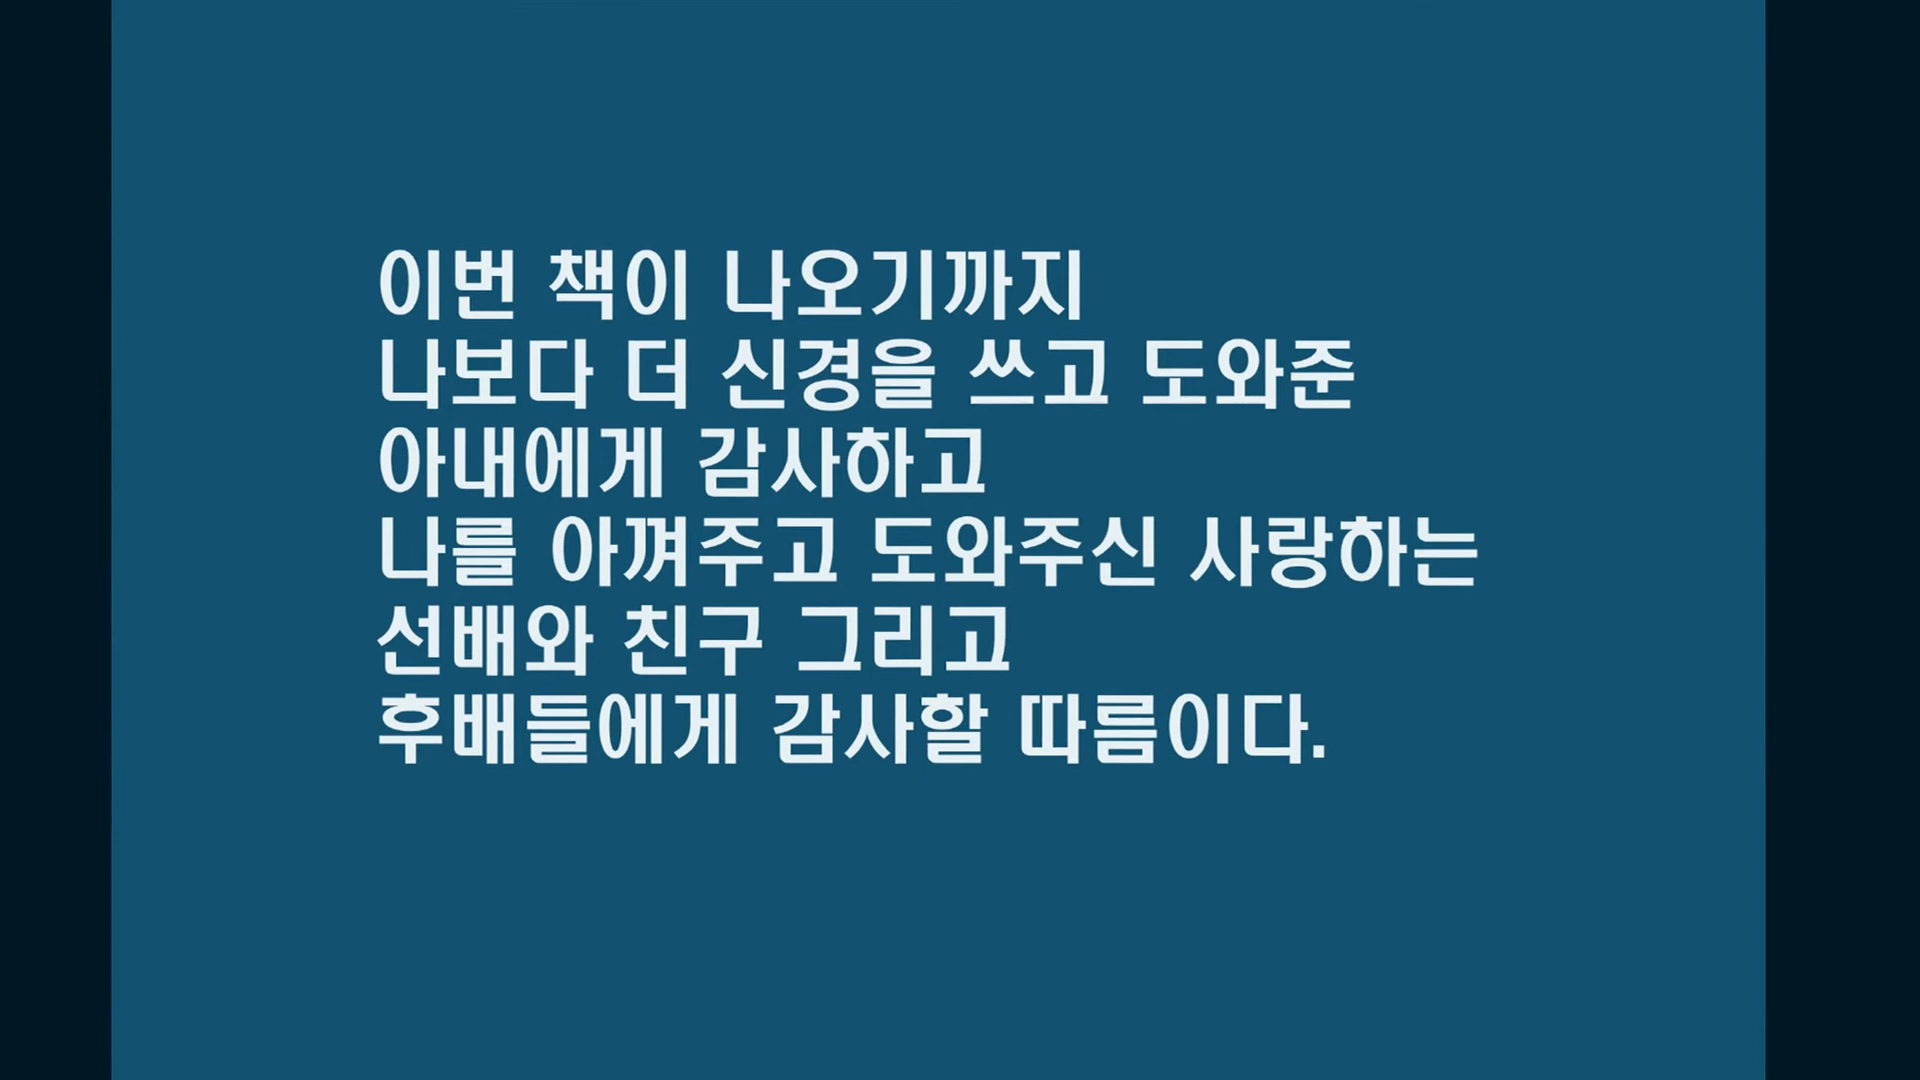 이번 책이 나오기까지
나보다 더 신경을 쓰고 도와준
아내에게 감사하고
나를 아껴주고 도와주신 사랑하는
선배와 친구 그리고
후배들에게 감사할 따름이다.